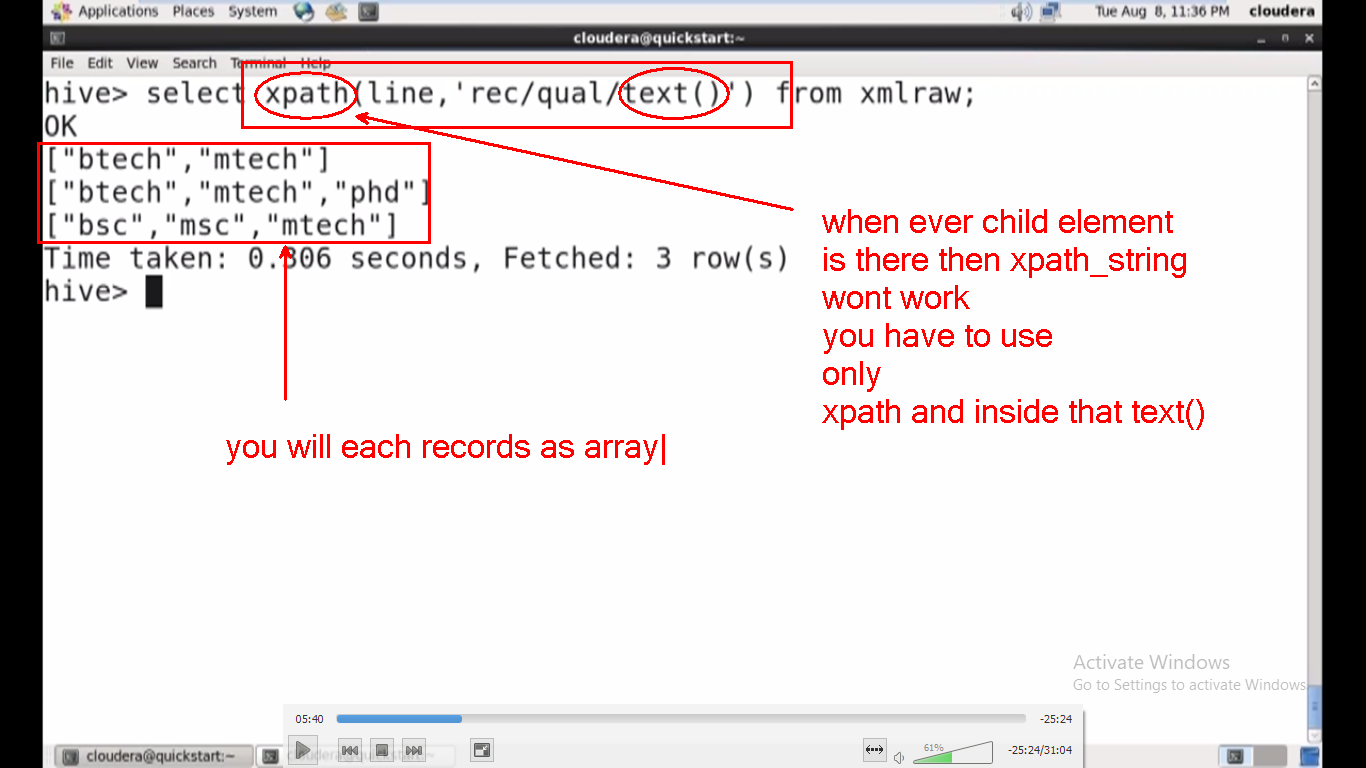 Applications Places System Tue Aug 8, 11:36 PM cloudera
cloudera@quickstart:~
File Edit View Search Terminal Help
hive> select xpath(line,'rec/qual/text()') from xmlraw;
OK
["btech","mtech"]
["btech","mtech","phd"]
["bsc","msc","mtech"]
Time taken: 0.306 seconds, Fetched: 3 row(s)
hive>
when ever child element
is there then xpath_string
wont work
you have to use
only
xpath and inside that text()
you will each records as array
Activate Windows
Go to Settings to activate Windows
05:40 -25:24
61% -25:24/31:04
cloudera@quickstart:~ cloudera@quickstart:~